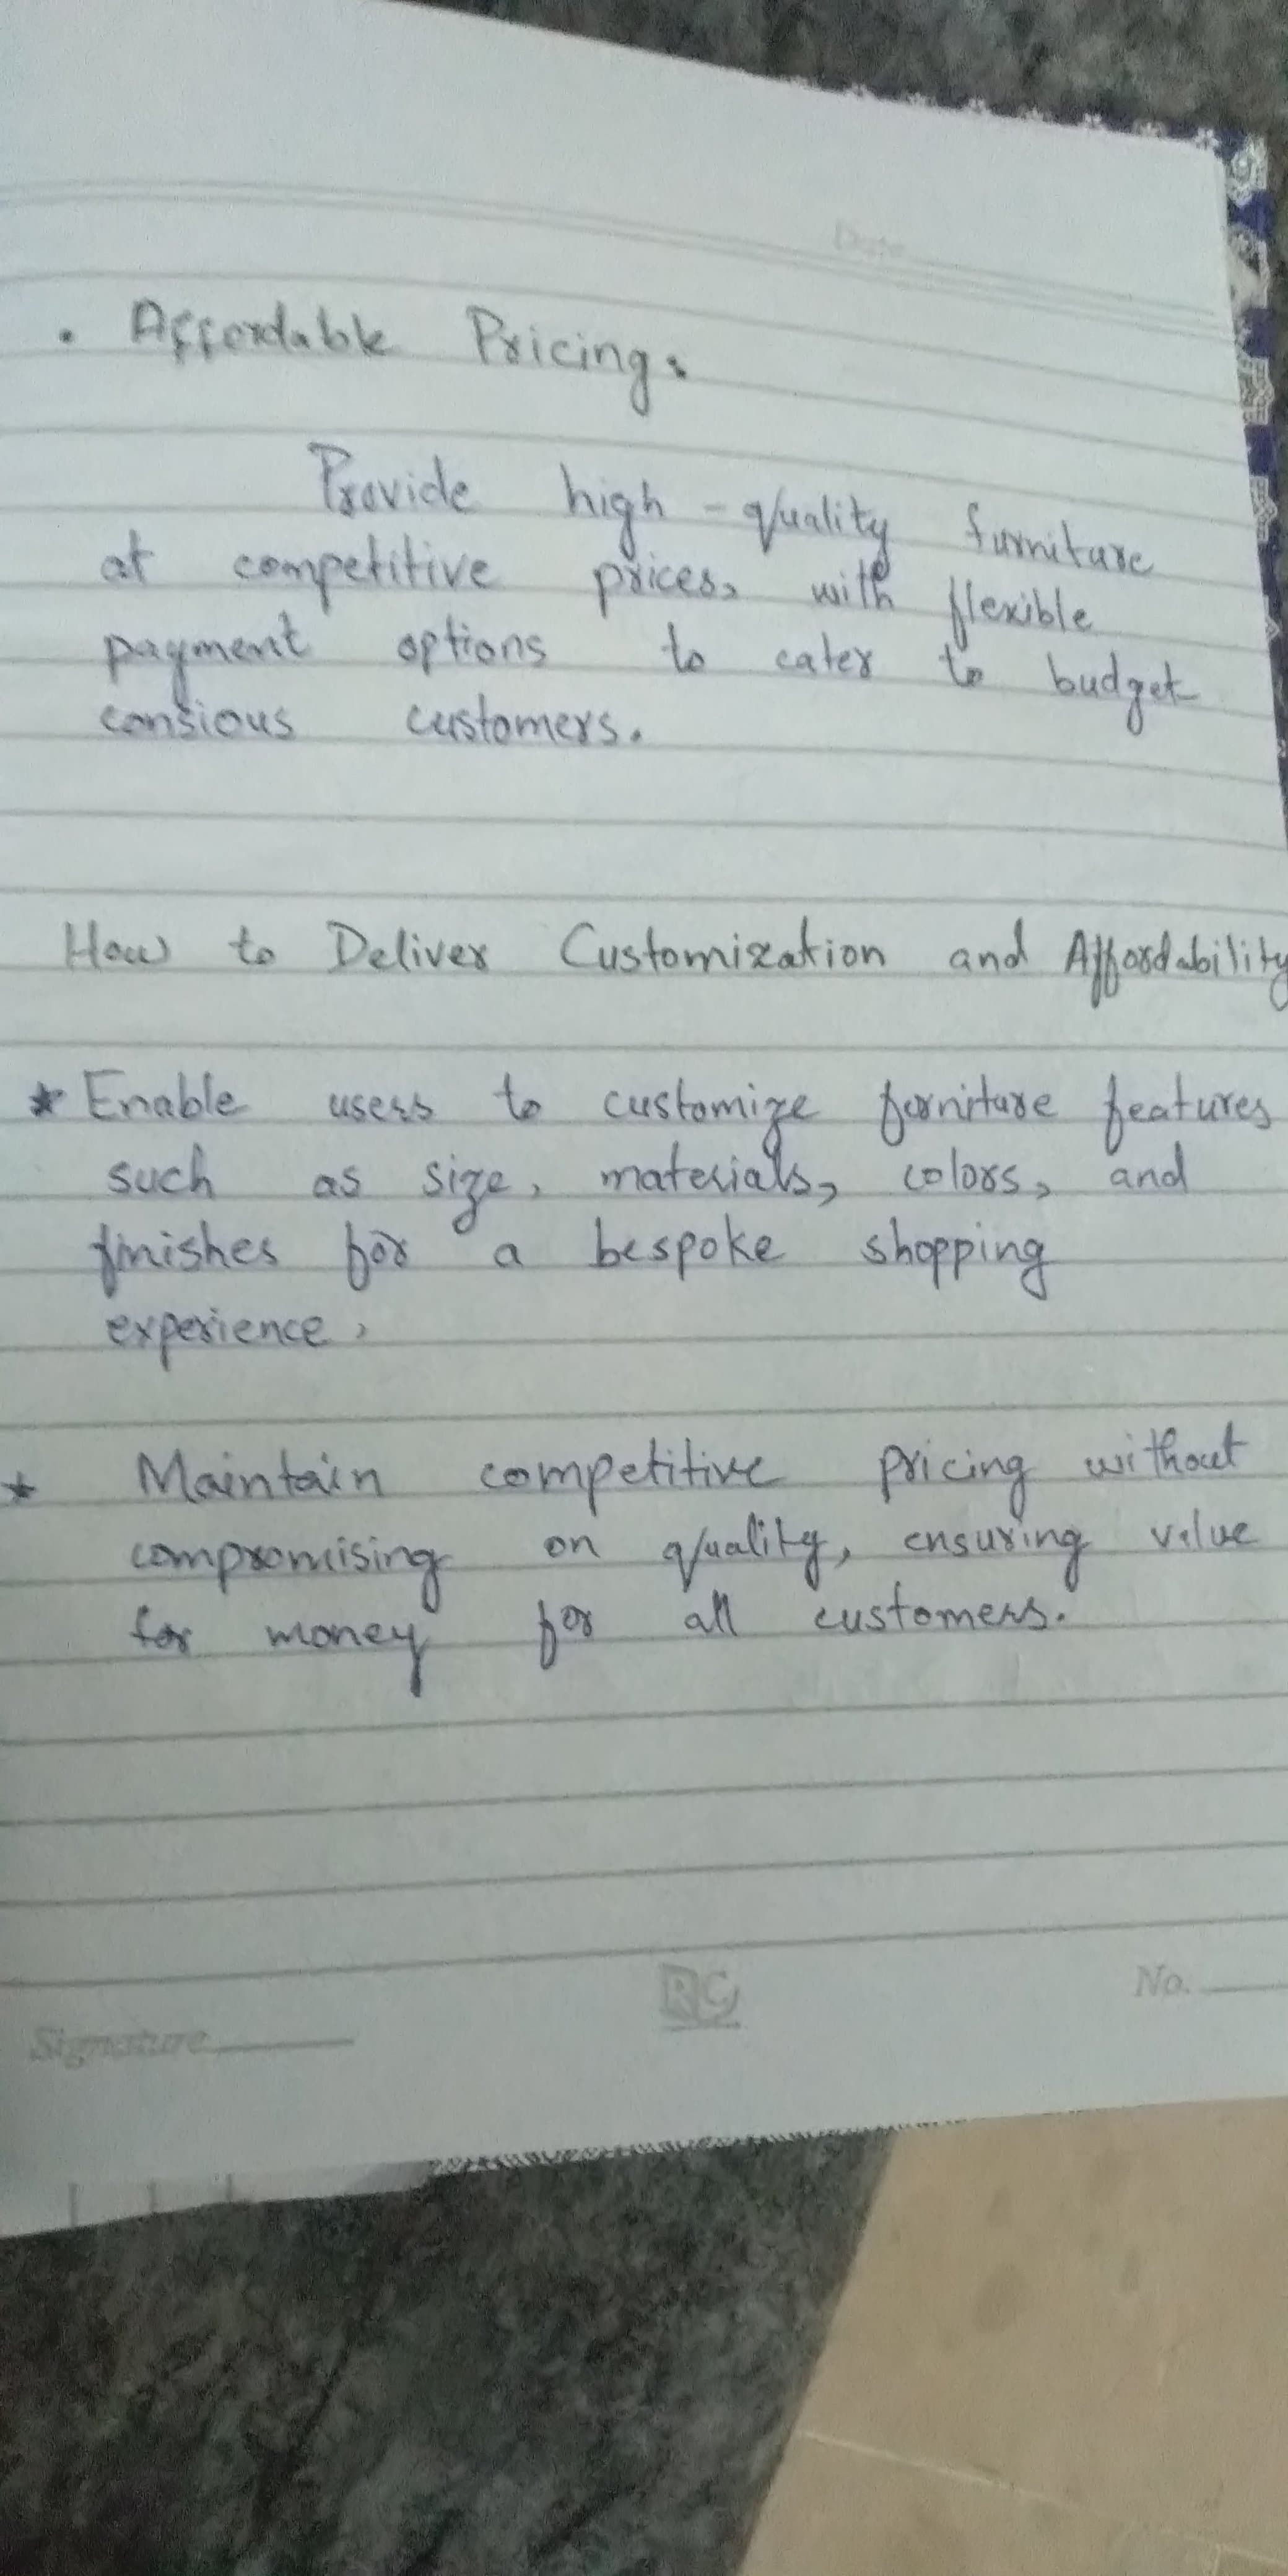 Date
• Affordable Pricing:
Provide high-quality furniture
at competitive prices, with flexible
payment options to cater to budget
consious customers.
How to Deliver Customization and Affordability
* Enable users to customize forniture features
such as size, materials, colors, and
finishes for a bespoke shopping
experience.
* Maintain competitive pricing without
compromising on quality, ensuring value
for money for all customers.
RC
No.
Signature